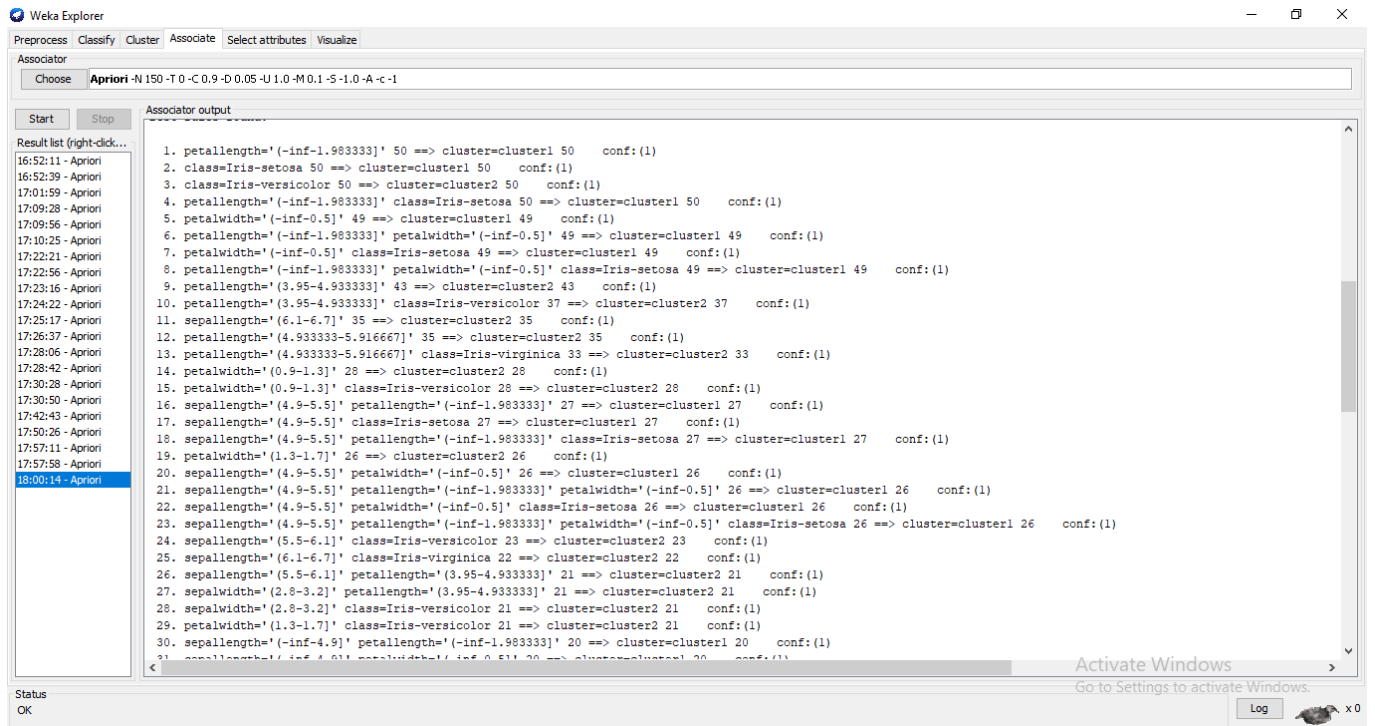 Weka Explorer
Preprocess Classify Cluster Associate Select attributes Visualize
Associator
Choose Apriori -N 150 -T 0 -C 0.9 -D 0.05 -U 1.0 -M 0.1 -S -1.0 -A -c -1
Start Stop
Result list (right-click...
16:52:11 - Apriori
16:52:39 - Apriori
17:01:59 - Apriori
17:09:28 - Apriori
17:09:56 - Apriori
17:10:25 - Apriori
17:22:21 - Apriori
17:22:56 - Apriori
17:23:16 - Apriori
17:24:22 - Apriori
17:25:17 - Apriori
17:26:37 - Apriori
17:28:06 - Apriori
17:28:42 - Apriori
17:30:28 - Apriori
17:30:50 - Apriori
17:42:43 - Apriori
17:50:26 - Apriori
17:57:11 - Apriori
17:57:58 - Apriori
18:00:14 - Apriori
Associator output
1. petallength='(-inf-1.983333]' 50 ==> cluster=cluster1 50 conf:(1)
2. class=Iris-setosa 50 ==> cluster=cluster1 50 conf:(1)
3. class=Iris-versicolor 50 ==> cluster=cluster2 50 conf:(1)
4. petallength='(-inf-1.983333]' class=Iris-setosa 50 ==> cluster=cluster1 50 conf:(1)
5. petalwidth='(-inf-0.5]' 49 ==> cluster=cluster1 49 conf:(1)
6. petallength='(-inf-1.983333]' petalwidth='(-inf-0.5]' 49 ==> cluster=cluster1 49 conf:(1)
7. petalwidth='(-inf-0.5]' class=Iris-setosa 49 ==> cluster=cluster1 49 conf:(1)
8. petallength='(-inf-1.983333]' petalwidth='(-inf-0.5]' class=Iris-setosa 49 ==> cluster=cluster1 49 conf:(1)
9. petallength='(3.95-4.933333]' 43 ==> cluster=cluster2 43 conf:(1)
10. petallength='(3.95-4.933333]' class=Iris-versicolor 37 ==> cluster=cluster2 37 conf:(1)
11. sepallength='(6.1-6.7]' 35 ==> cluster=cluster2 35 conf:(1)
12. petallength='(4.933333-5.916667]' 35 ==> cluster=cluster2 35 conf:(1)
13. petallength='(4.933333-5.916667]' class=Iris-virginica 33 ==> cluster=cluster2 33 conf:(1)
14. petalwidth='(0.9-1.3]' 28 ==> cluster=cluster2 28 conf:(1)
15. petalwidth='(0.9-1.3]' class=Iris-versicolor 28 ==> cluster=cluster2 28 conf:(1)
16. sepallength='(4.9-5.5]' petallength='(-inf-1.983333]' 27 ==> cluster=cluster1 27 conf:(1)
17. sepallength='(4.9-5.5]' class=Iris-setosa 27 ==> cluster=cluster1 27 conf:(1)
18. sepallength='(4.9-5.5]' petallength='(-inf-1.983333]' class=Iris-setosa 27 ==> cluster=cluster1 27 conf:(1)
19. petalwidth='(1.3-1.7]' 26 ==> cluster=cluster2 26 conf:(1)
20. sepallength='(4.9-5.5]' petalwidth='(-inf-0.5]' 26 ==> cluster=cluster1 26 conf:(1)
21. sepallength='(4.9-5.5]' petallength='(-inf-1.983333]' petalwidth='(-inf-0.5]' 26 ==> cluster=cluster1 26 conf:(1)
22. sepallength='(4.9-5.5]' petalwidth='(-inf-0.5]' class=Iris-setosa 26 ==> cluster=cluster1 26 conf:(1)
23. sepallength='(4.9-5.5]' petallength='(-inf-1.983333]' petalwidth='(-inf-0.5]' class=Iris-setosa 26 ==> cluster=cluster1 26 conf:(1)
24. sepallength='(5.5-6.1]' class=Iris-versicolor 23 ==> cluster=cluster2 23 conf:(1)
25. sepallength='(6.1-6.7]' class=Iris-virginica 22 ==> cluster=cluster2 22 conf:(1)
26. sepallength='(5.5-6.1]' petallength='(3.95-4.933333]' 21 ==> cluster=cluster2 21 conf:(1)
27. sepalwidth='(2.8-3.2]' petallength='(3.95-4.933333]' 21 ==> cluster=cluster2 21 conf:(1)
28. sepalwidth='(2.8-3.2]' class=Iris-versicolor 21 ==> cluster=cluster2 21 conf:(1)
29. petalwidth='(1.3-1.7]' class=Iris-versicolor 21 ==> cluster=cluster2 21 conf:(1)
30. sepallength='(-inf-4.9]' petallength='(-inf-1.983333]' 20 ==> cluster=cluster1 20 conf:(1)
Activate Windows
Go to Settings to activate Windows.
Status
OK
Log
x 0